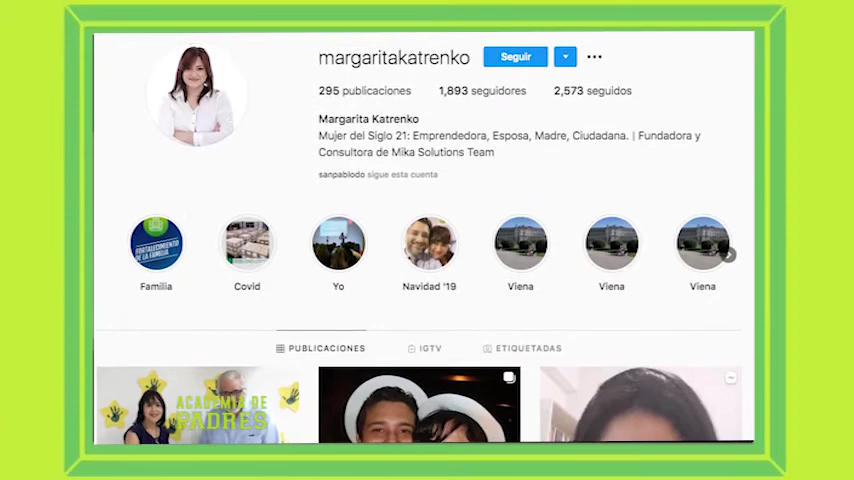 margaritakatrenko Seguir
295 publicaciones 1,893 seguidores 2,573 seguidos
Margarita Katrenko
Mujer del Siglo 21: Emprendedora, Esposa, Madre, Ciudadana. | Fundadora y
Consultora de Mika Solutions Team
sanpablodo sigue esta cuenta
FORTALECIMIENTO
DE LA FAMILIA
Familia Covid Yo Navidad '19 Viena Viena Viena
PUBLICACIONES IGTV ETIQUETADAS
ACADEMIA DE
PADRES